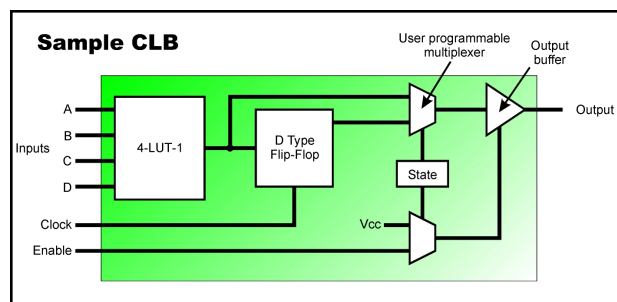 Sample CLB
User programmable
multiplexer
Output
buffer
A
B
Inputs
C
D
4-LUT-1
D Type
Flip-Flop
Output
State
Clock
Vcc
Enable